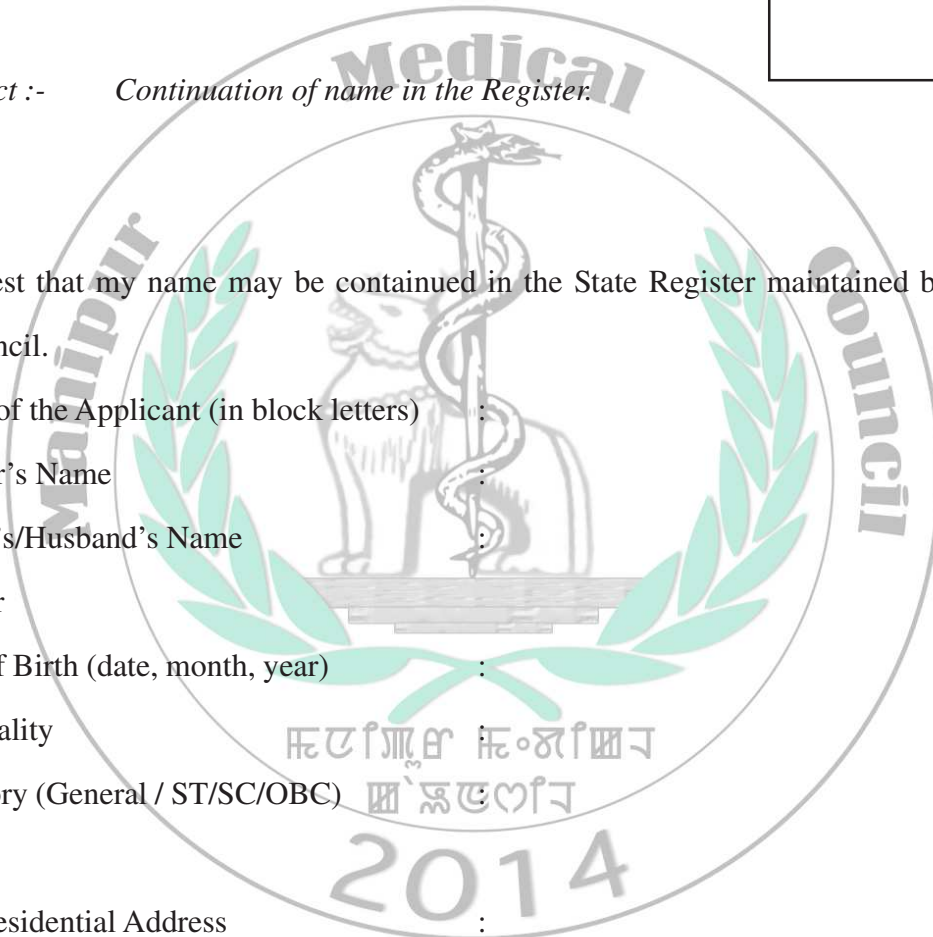 Medical
ct :- Continuation of name in the Register.
Manipur
Council
est that my name may be containued in the State Register maintained b
ncil.
of the Applicant (in block letters) :
r's Name :
's/Husband's Name :
r
f Birth (date, month, year) :
ality :
ory (General / ST/SC/OBC) :
2014
esidential Address :